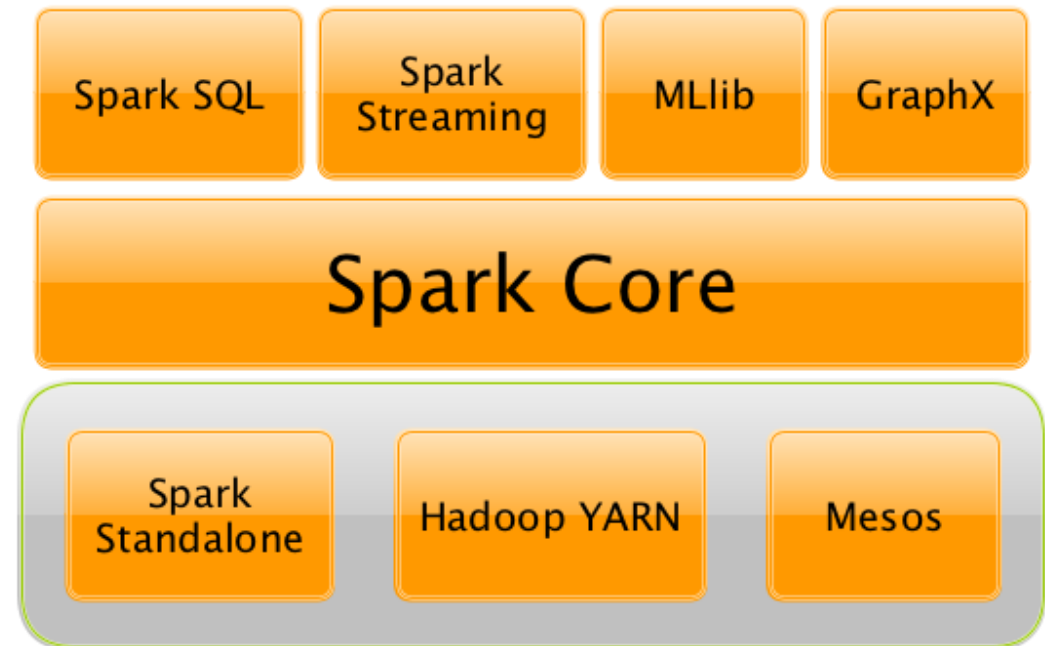 Spark SQL
Spark
Streaming
MLlib
GraphX
Spark Core
Spark
Standalone
Hadoop YARN
Mesos